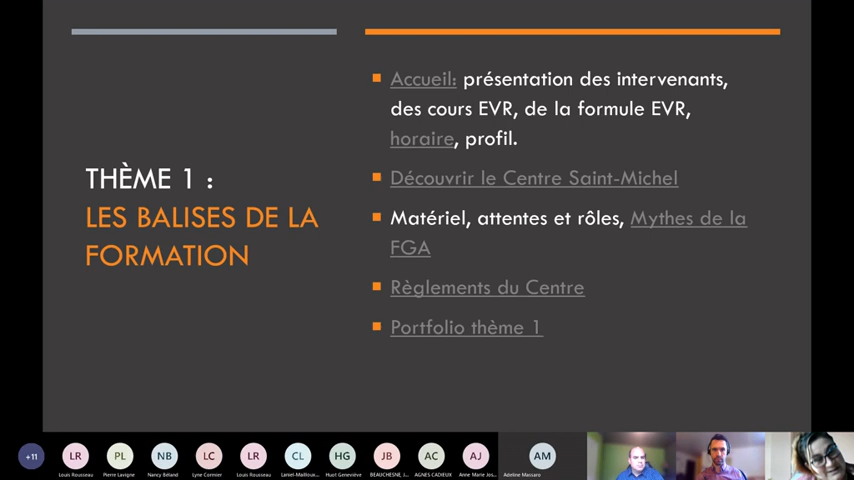 THÈME 1 :
LES BALISES DE LA
FORMATION
Accueil: présentation des intervenants,
des cours EVR, de la formule EVR,
horaire, profil.
Découvrir le Centre Saint-Michel
Matériel, attentes et rôles, Mythes de la
FGA
Règlements du Centre
Portfolio thème 1
+11
LR
PL
NB
LC
LR
CL
HG
JB
AC
AJ
AM
Louis Rousseau
Pierre Lavigne
Nancy Béland
Lyne Cormier
Louis Rousseau
Laniel-Mailloux...
Huot Geneviève
BEAUCHESNE, J...
AGNES CADIEUX
Anne Marie Jos...
Adeline Massaro